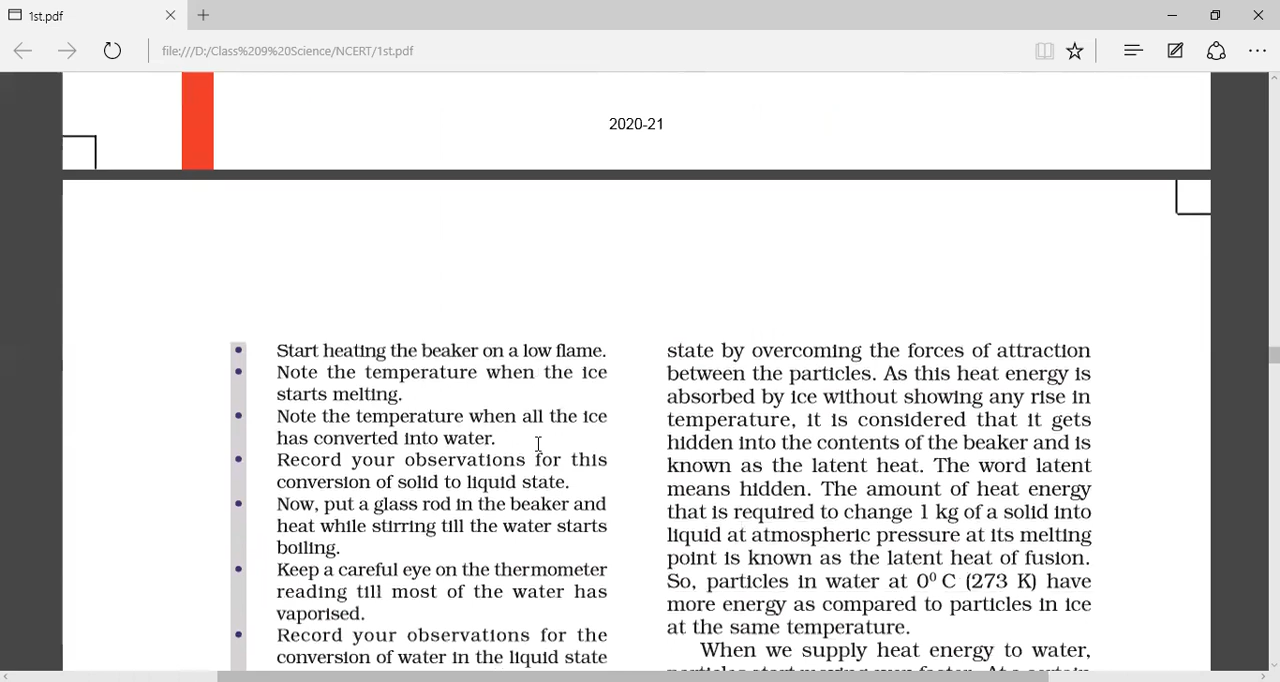 1st.pdf
file:///D:/Class%209%20Science/NCERT/1st.pdf
2020-21
• Start heating the beaker on a low flame.
• Note the temperature when the ice
starts melting.
• Note the temperature when all the ice
has converted into water.
• Record your observations for this
conversion of solid to liquid state.
• Now, put a glass rod in the beaker and
heat while stirring till the water starts
boiling.
• Keep a careful eye on the thermometer
reading till most of the water has
vaporised.
• Record your observations for the
conversion of water in the liquid state
state by overcoming the forces of attraction
between the particles. As this heat energy is
absorbed by ice without showing any rise in
temperature, it is considered that it gets
hidden into the contents of the beaker and is
known as the latent heat. The word latent
means hidden. The amount of heat energy
that is required to change 1 kg of a solid into
liquid at atmospheric pressure at its melting
point is known as the latent heat of fusion.
So, particles in water at 0⁰ C (273 K) have
more energy as compared to particles in ice
at the same temperature.
When we supply heat energy to water,